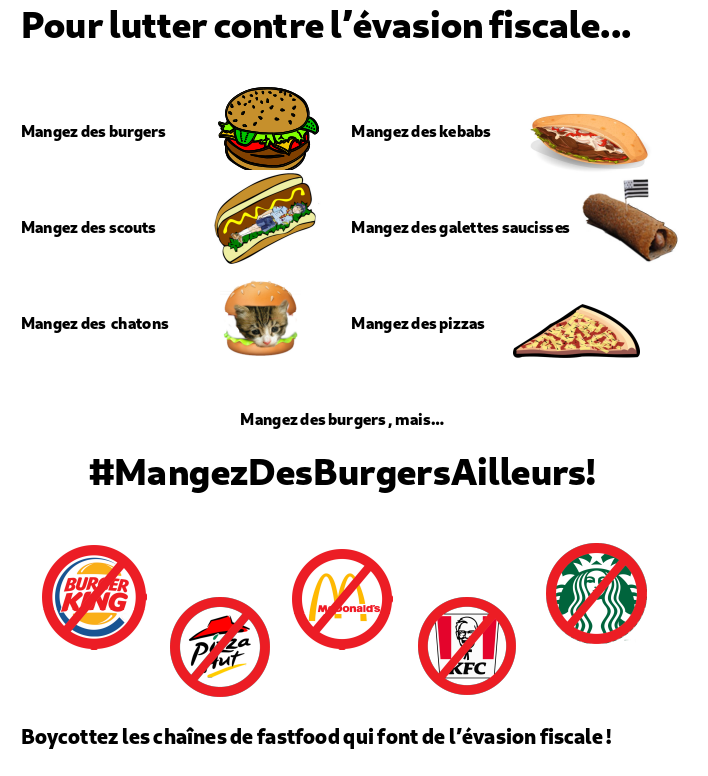 Pour lutter contre l'évasion fiscale...
Mangez des burgers
Mangez des kebabs
Mangez des scouts
Mangez des galettes saucisses
Mangez des chatons
Mangez des pizzas
Mangez des burgers, mais...
#MangezDesBurgersAilleurs!
BURGER
KING
Pizza
Hut
McDonald's
KFC
Boycottez les chaînes de fastfood qui font de l'évasion fiscale!